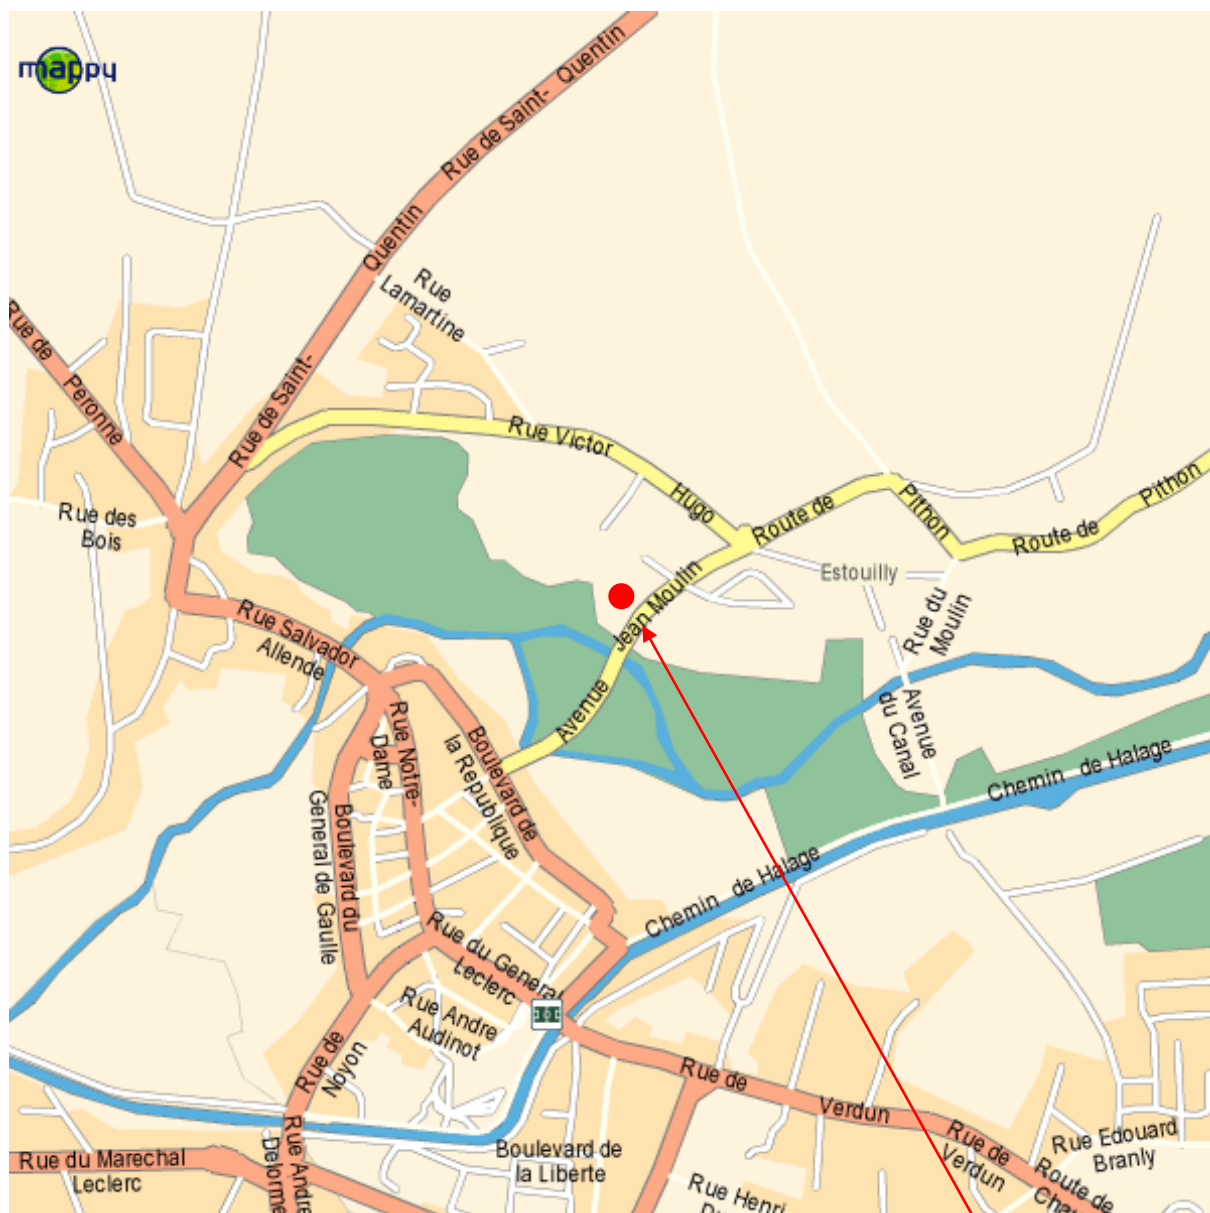 mappy
Rue de Saint- Quentin
Quentin
Rue de Saint-
Rue
Lamartine
Rue de
Peronne
Rue Victor
Hugo
Route de
Pithon
Route de
Pithon
Rue des
Bois
Estouilly
Jean Moulin
Avenue
Rue du
Moulin
Rue Salvador
Allende
Avenue
du Canal
Rue Notre-
Dame
Boulevard de
la Republique
Boulevard du
General de Gaulle
Chemin de Halage
Chemin de Halage
Rue du General
Leclerc
Rue Andre
Audinot
Rue de
Noyon
Rue de
Verdun
Rue de
Verdun
Rue Edouard
Branly
Route de
Rue Andre
Delorme
Boulevard de
la Liberte
Rue du Marechal
Leclerc
Rue Henri